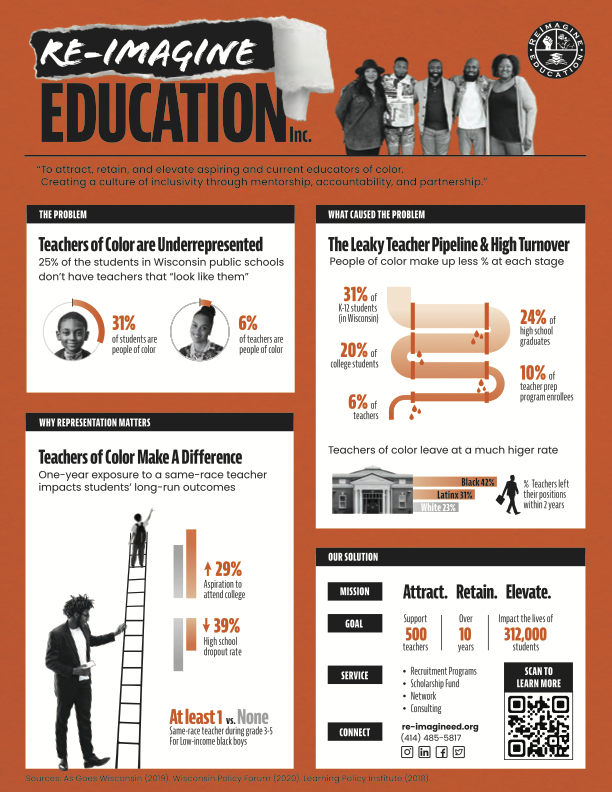 RE-IMAGINE
EDUCATION Inc.
REIMAGINE
EDUCATION
“To attract, retain, and elevate aspiring and current educators of color.
Creating a culture of inclusivity through mentorship, accountability, and partnership.”
THE PROBLEM
Teachers of Color are Underrepresented
25% of the students in Wisconsin public schools
don’t have teachers that “look like them”
31%
of students are
people of color
6%
of teachers are
people of color
WHY REPRESENTATION MATTERS
Teachers of Color Make A Difference
One-year exposure to a same-race teacher
impacts students’ long-run outcomes
29%
Aspiration to
attend college
39%
High school
dropout rate
At least 1 vs. None
Same-race teacher during grade 3-5
For Low-income black boys
WHAT CAUSED THE PROBLEM
The Leaky Teacher Pipeline & High Turnover
People of color make up less % at each stage
31% of
K-12 students
(in Wisconsin)
24% of
high school
graduates
20% of
college students
10% of
teacher prep
program enrollees
6% of
teachers
Teachers of color leave at a much higer rate
Black 42%
Latinx 31%
White 23%
% Teachers left
their positions
within 2 years
OUR SOLUTION
MISSION
Attract. Retain. Elevate.
GOAL
Support
500
teachers
Over
10
years
Impact the lives of
312,000
students
SERVICE
• Recruitment Programs
• Scholarship Fund
• Network
• Consulting
SCAN TO
LEARN MORE
CONNECT
re-imagineed.org
(414) 485-5817
Sources: As Goes Wisconsin (2019), Wisconsin Policy Forum (2020), Learning Policy Institute (2018)